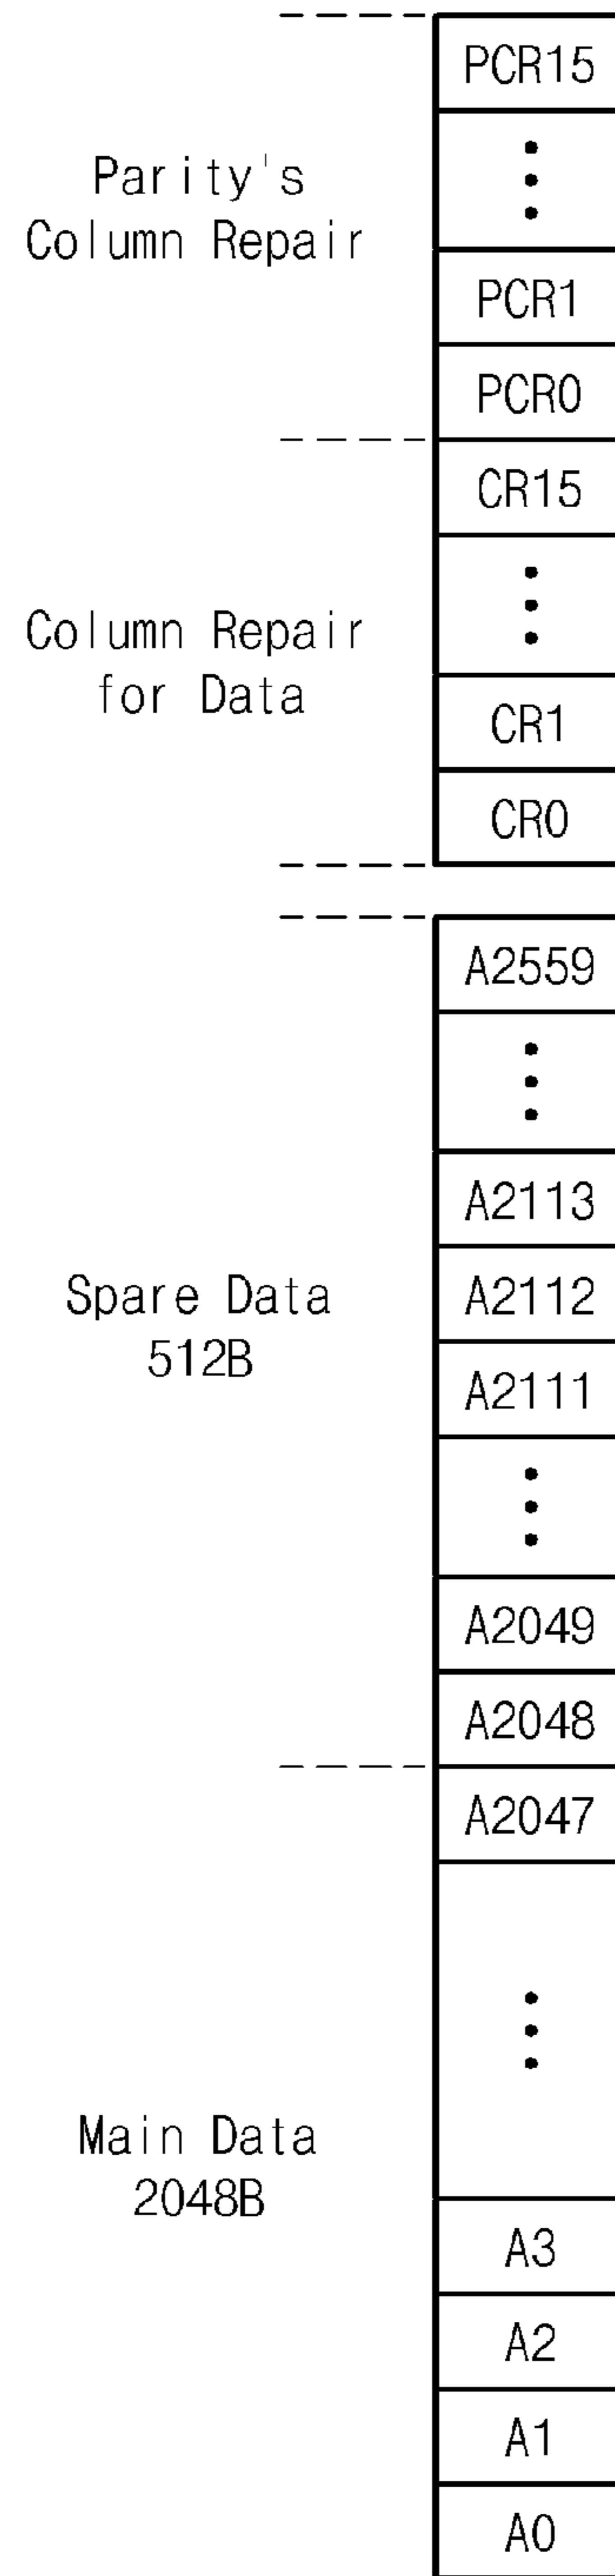 PCR15
Parity's
Column Repair
PCR1
PCR0
CR15
Column Repair
for Data
CR1
CR0
A2559
A2113
Spare Data
512B
A2112
A2111
A2049
A2048
A2047
Main Data
2048B
A3
A2
A1
A0